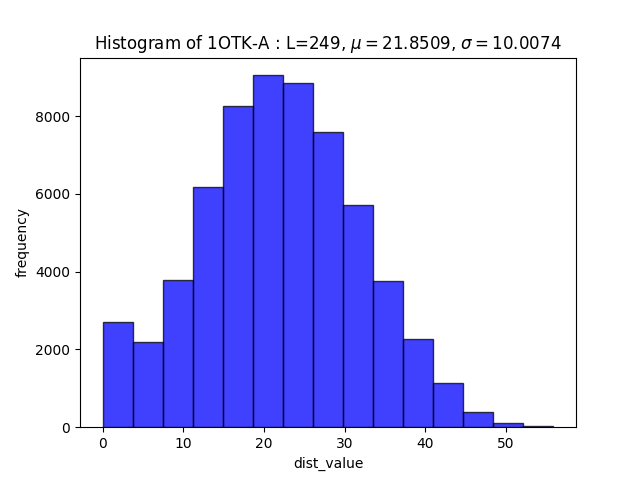 Histogram of 1OTK-A : L=249, μ = 21.8509, σ = 10.0074
8000
6000
4000
2000
0
frequency
0 10 20 30 40 50
dist_value